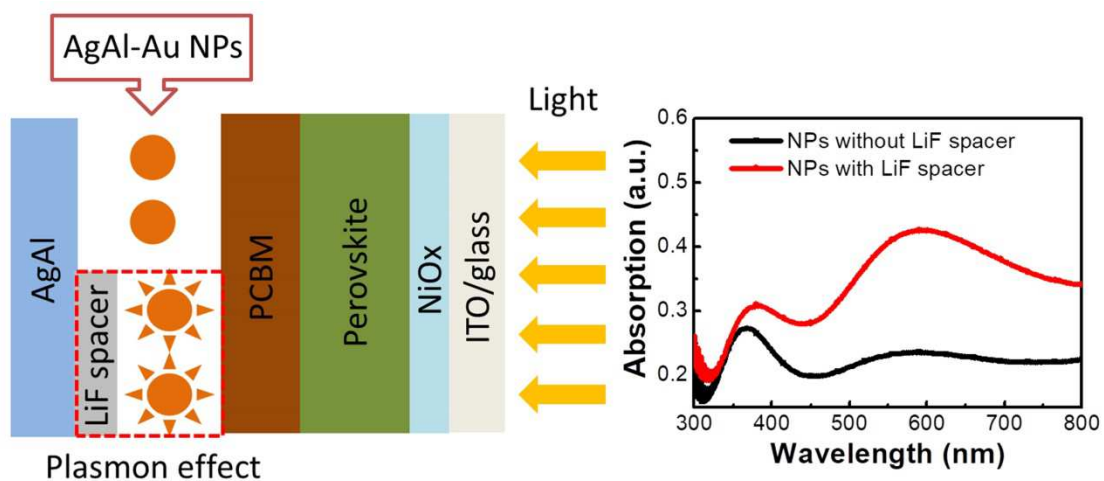 AgAl-Au NPs
AgAl
LiF spacer
PCBM
Perovskite
NiOx
ITO/glass
Light
Plasmon effect
Absorption (a.u.)
0.6
0.5
0.4
0.3
0.2
NPs without LiF spacer
NPs with LiF spacer
300 400 500 600 700 800
Wavelength (nm)